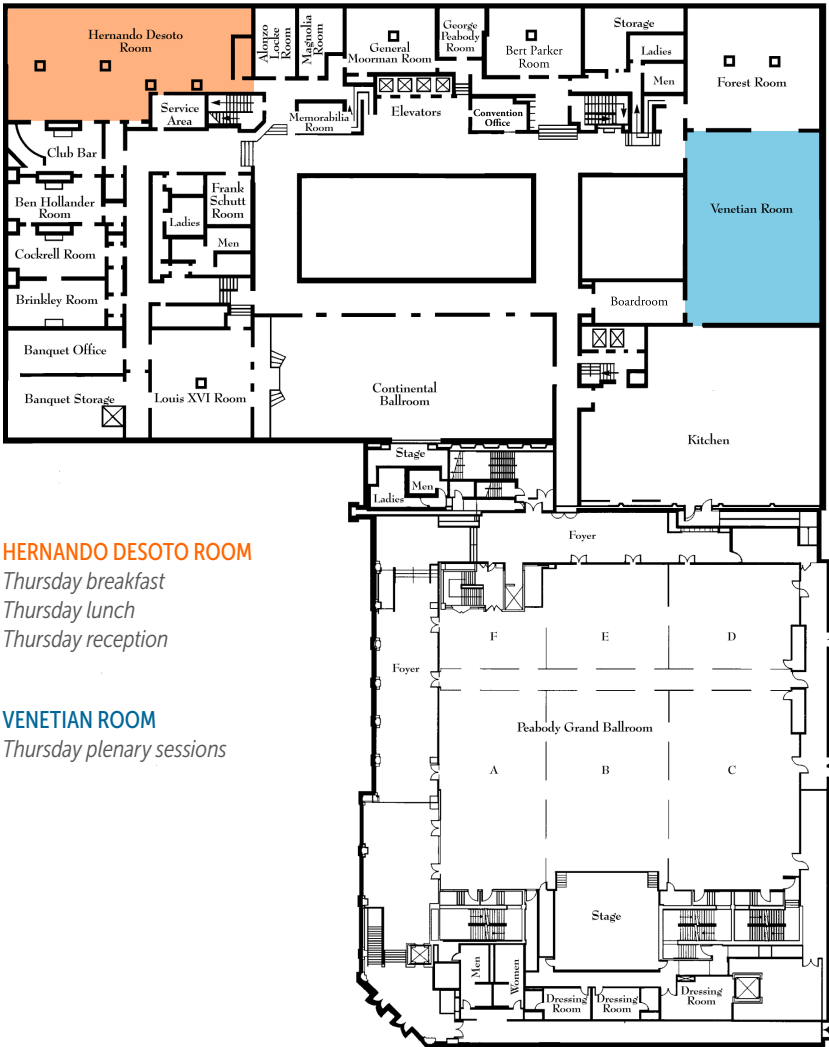 Hernando Desoto
Room
Alonzo
Locke
Room
Magnolia
Room
General
Moorman Room
George
Peabody
Room
Bert Parker
Room
Storage
Ladies
Men
Forest Room
Service
Area
Memorabilia
Room
Elevators
Convention
Office
Club Bar
Ben Hollander
Room
Frank
Schutt
Room
Ladies
Men
Venetian Room
Cockrell Room
Brinkley Room
Boardroom
Banquet Office
Banquet Storage
Louis XVI Room
Continental
Ballroom
Kitchen
Stage
Men
Ladies
Foyer
HERNANDO DESOTO ROOM
Thursday breakfast
Thursday lunch
Thursday reception
F
E
D
Foyer
VENETIAN ROOM
Thursday plenary sessions
Peabody Grand Ballroom
A
B
C
Stage
Men
Women
Dressing
Room
Dressing
Room
Dressing
Room